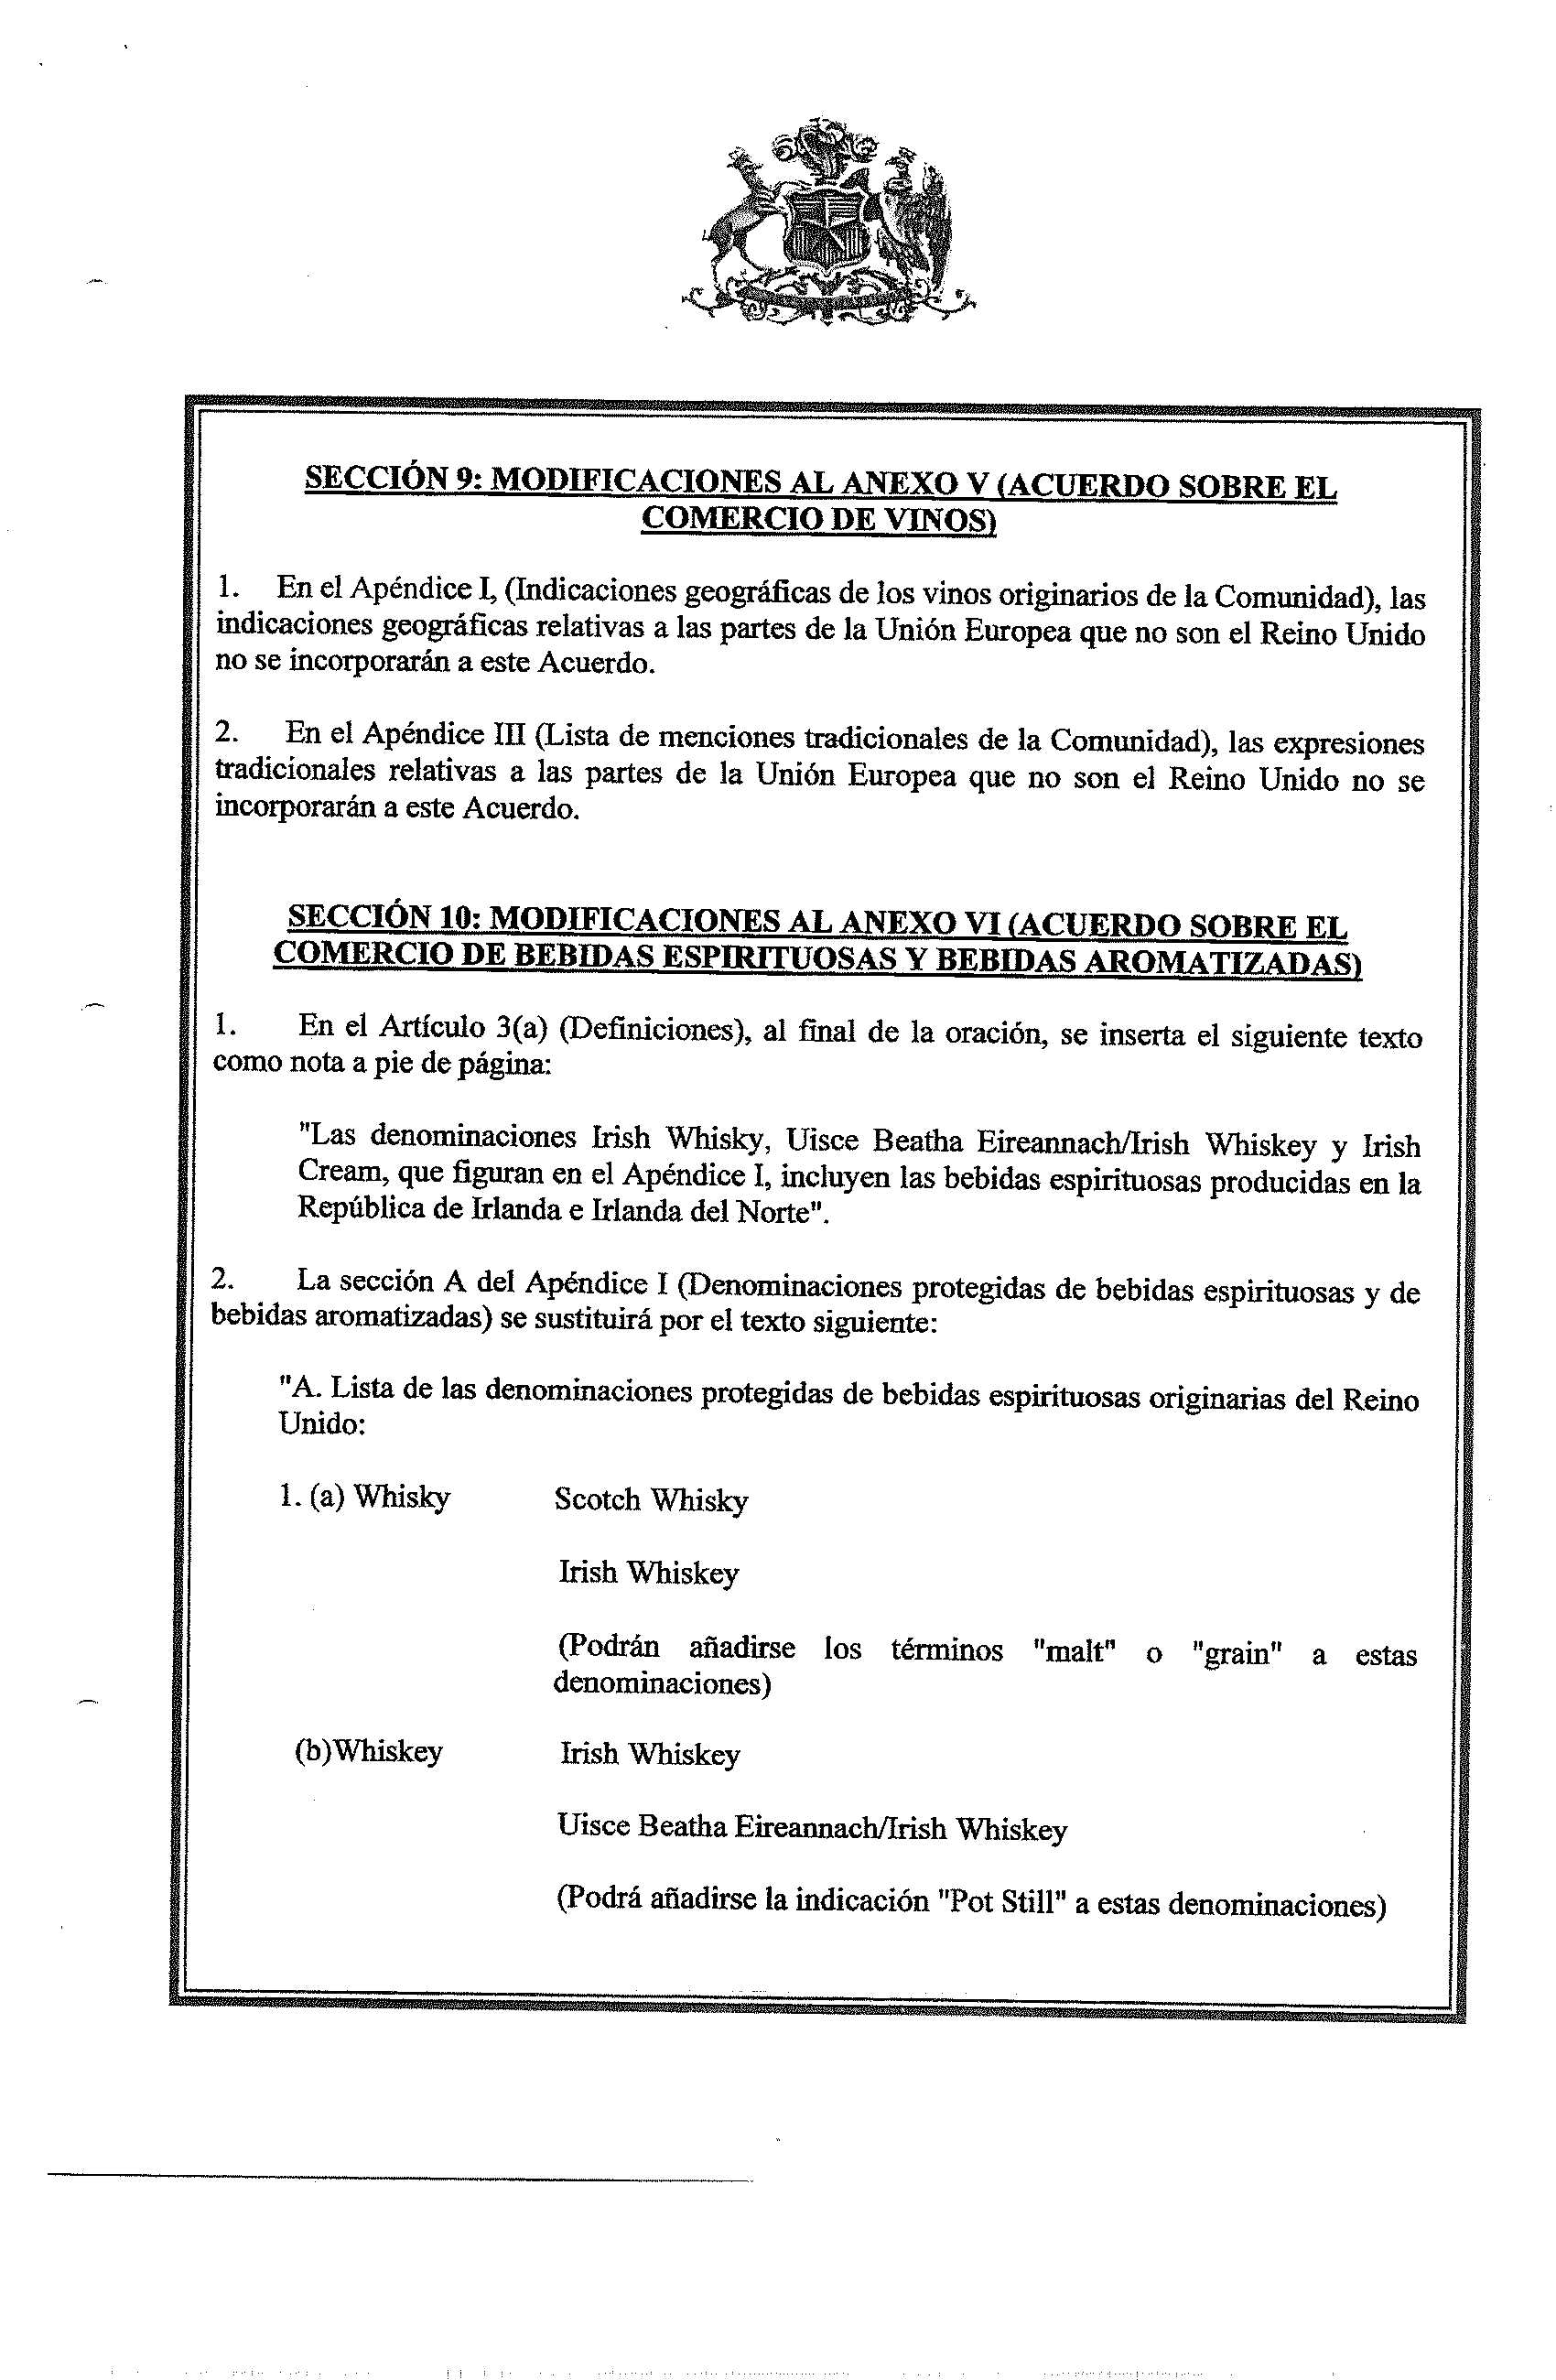 SECCIÓN 9: MODIFICACIONES AL ANEXO V (ACUERDO SOBRE EL
COMERCIO DE VINOS)
1. En el Apéndice I, (Indicaciones geográficas de los vinos originarios de la Comunidad), las
indicaciones geográficas relativas a las partes de la Unión Europea que no son el Reino Unido
no se incorporarán a este Acuerdo.
2. En el Apéndice III (Lista de menciones tradicionales de la Comunidad), las expresiones
tradicionales relativas a las partes de la Unión Europea que no son el Reino Unido no se
incorporarán a este Acuerdo.
SECCIÓN 10: MODIFICACIONES AL ANEXO VI (ACUERDO SOBRE EL
COMERCIO DE BEBIDAS ESPIRITUOSAS Y BEBIDAS AROMATIZADAS)
1. En el Artículo 3(a) (Definiciones), al final de la oración, se inserta el siguiente texto
como nota a pie de página:
"Las denominaciones Irish Whisky, Uisce Beatha Eireannach/Irish Whiskey y Irish
Cream, que figuran en el Apéndice I, incluyen las bebidas espirituosas producidas en la
República de Irlanda e Irlanda del Norte".
2. La sección A del Apéndice I (Denominaciones protegidas de bebidas espirituosas y de
bebidas aromatizadas) se sustituirá por el texto siguiente:
"A. Lista de las denominaciones protegidas de bebidas espirituosas originarias del Reino
Unido:
1. (a) Whisky Scotch Whisky
Irish Whiskey
(Podrán añadirse los términos "malt" o "grain" a estas
denominaciones)
(b)Whiskey Irish Whiskey
Uisce Beatha Eireannach/Irish Whiskey
(Podrá añadirse la indicación "Pot Still" a estas denominaciones)